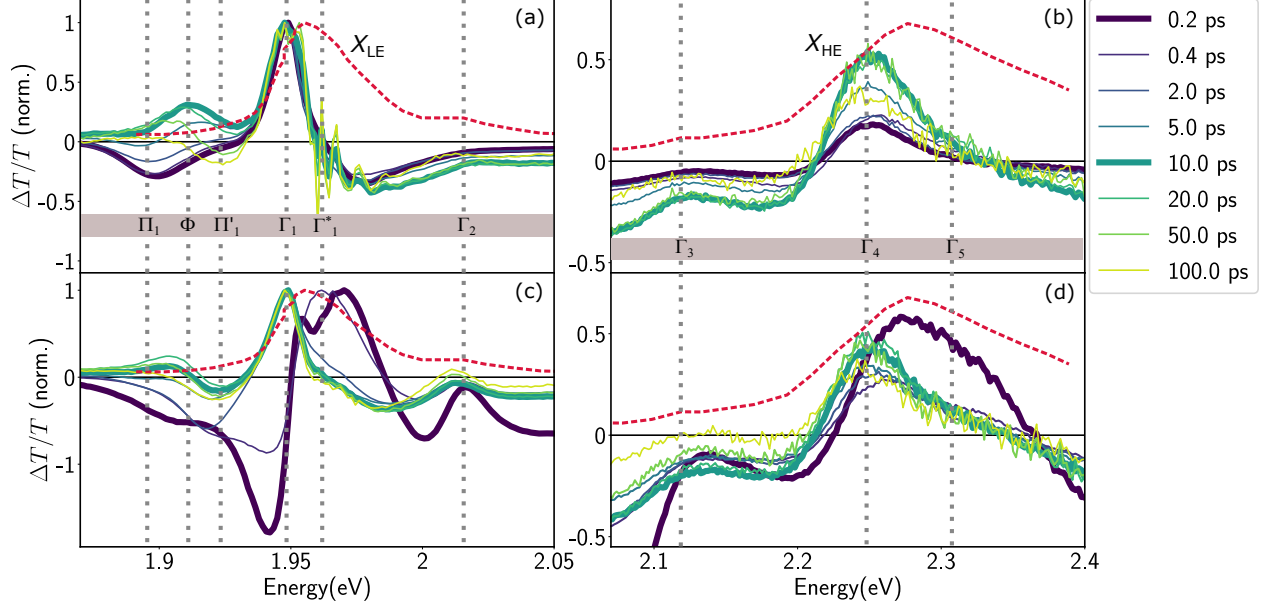 (a)
X_LE
ΔT/T (norm.)
1
0.5
0
-0.5
-1
Π₁ Φ Π'₁ Γ₁ Γ*₁ Γ₂
(b)
X_HE
0.5
0
-0.5
Γ₃ Γ₄ Γ₅
0.2 ps
0.4 ps
2.0 ps
5.0 ps
10.0 ps
20.0 ps
50.0 ps
100.0 ps
(c)
ΔT/T (norm.)
1
0
-1
1.9 1.95 2 2.05
Energy(eV)
(d)
0.5
0
-0.5
2.1 2.2 2.3 2.4
Energy(eV)